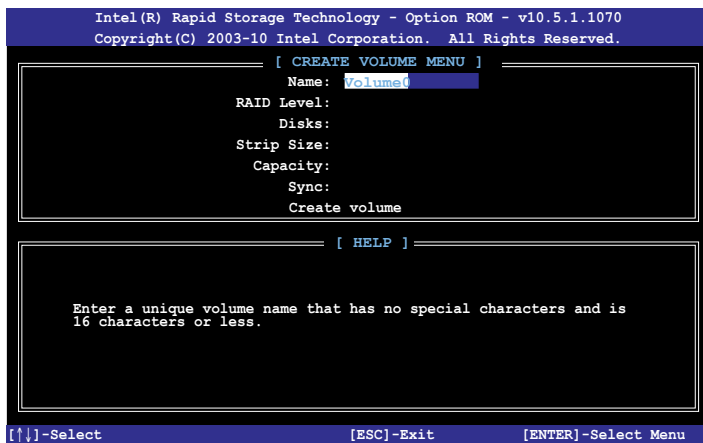 Intel(R) Rapid Storage Technology - Option ROM - v10.5.1.1070
Copyright(C) 2003-10 Intel Corporation. All Rights Reserved.
[ CREATE VOLUME MENU ]
Name: Volume0
RAID Level:
Disks:
Strip Size:
Capacity:
Sync:
Create volume
[ HELP ]
Enter a unique volume name that has no special characters and is
16 characters or less.
[↑↓]-Select [ESC]-Exit [ENTER]-Select Menu